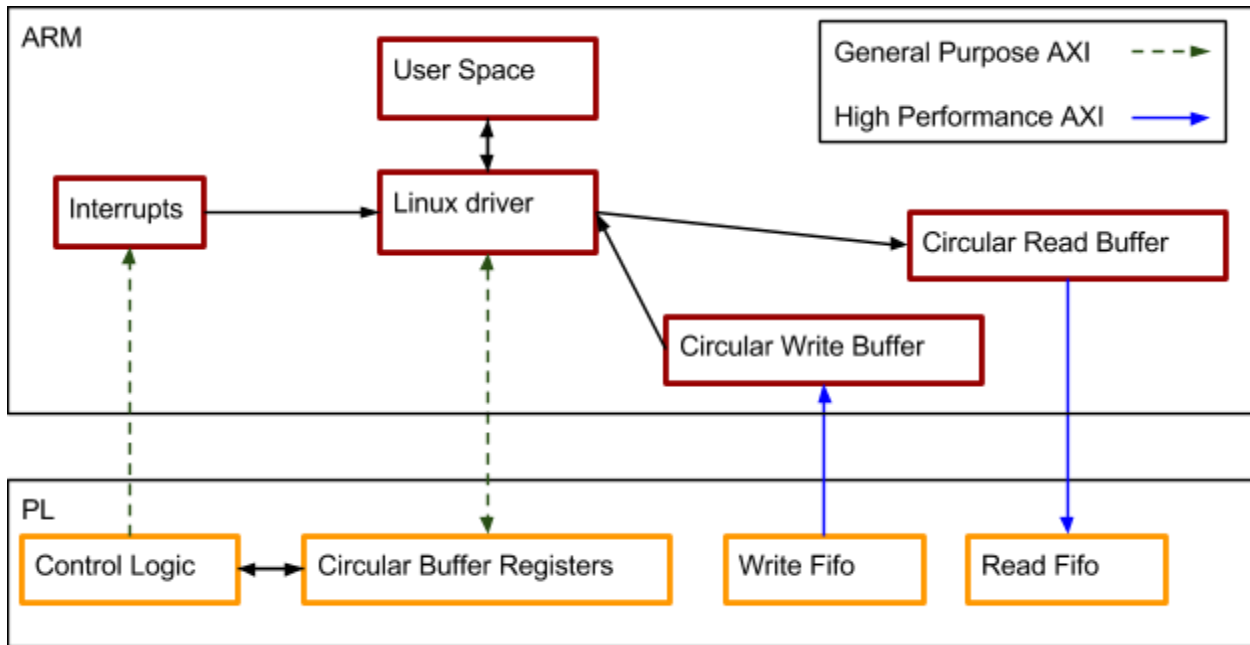 ARM
User Space
General Purpose AXI
High Performance AXI
Interrupts
Linux driver
Circular Read Buffer
Circular Write Buffer
PL
Control Logic
Circular Buffer Registers
Write Fifo
Read Fifo